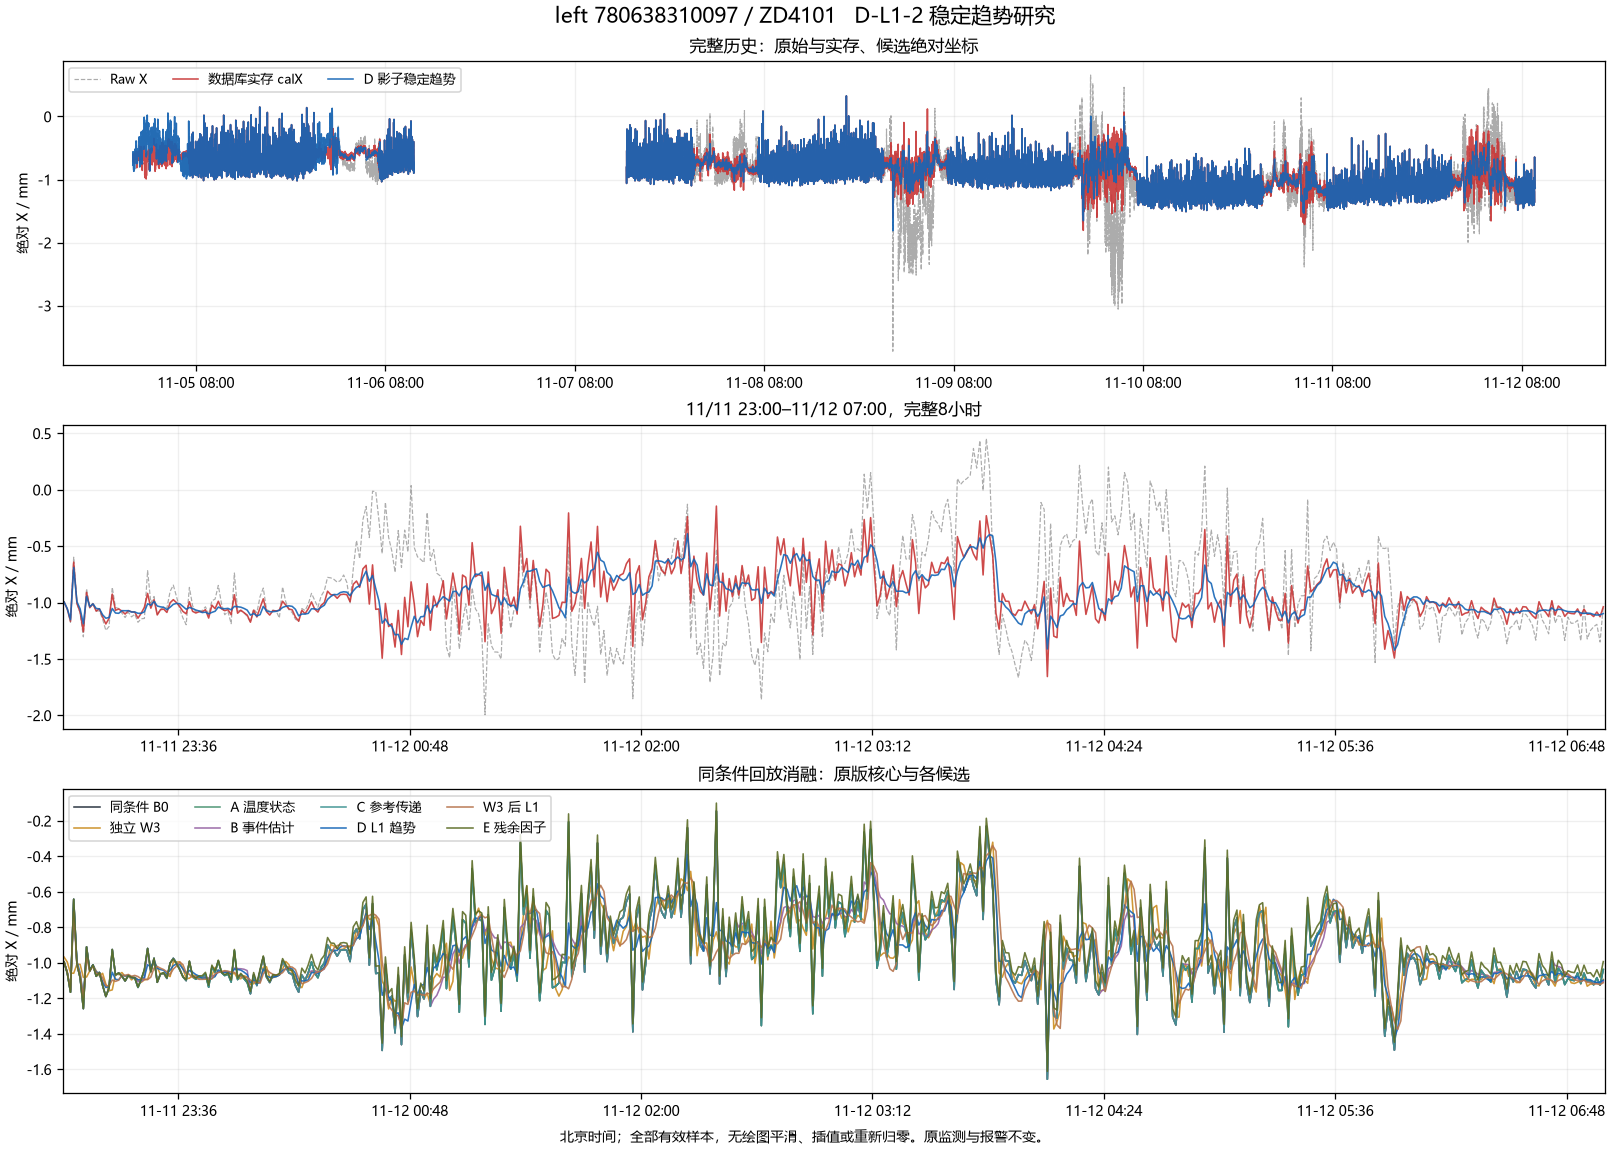 left 780638310097 / ZD4101   D-L1-2 稳定趋势研究
完整历史：原始与实存、候选绝对坐标
Raw X   数据库实存 calX   D 影子稳定趋势
绝对 X / mm
0
-1
-2
-3
11-05 08:00   11-06 08:00   11-07 08:00   11-08 08:00   11-09 08:00   11-10 08:00   11-11 08:00   11-12 08:00
11/11 23:00–11/12 07:00，完整8小时
绝对 X / mm
0.5
0.0
-0.5
-1.0
-1.5
-2.0
11-11 23:36   11-12 00:48   11-12 02:00   11-12 03:12   11-12 04:24   11-12 05:36   11-12 06:48
同条件回放消融：原版核心与各候选
同条件 B0   A 温度状态   C 参考传递   W3 后 L1
独立 W3   B 事件估计   D L1 趋势   E 残余因子
绝对 X / mm
-0.2
-0.4
-0.6
-0.8
-1.0
-1.2
-1.4
-1.6
11-11 23:36   11-12 00:48   11-12 02:00   11-12 03:12   11-12 04:24   11-12 05:36   11-12 06:48
北京时间；全部有效样本，无绘图平滑、插值或重新归零。原监测与报警不变。